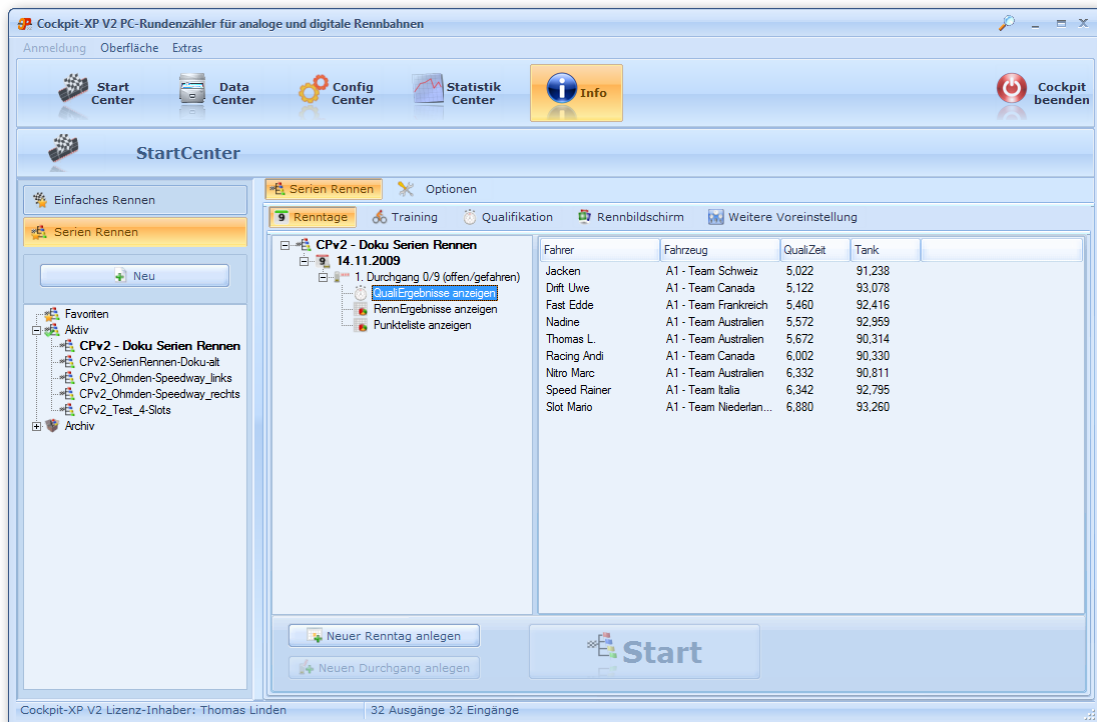 Cockpit-XP V2 PC-Rundenzähler für analoge und digitale Rennbahnen
Anmeldung Oberfläche Extras
Start Center
Data Center
Config Center
Statistik Center
Info
Cockpit beenden
StartCenter
Einfaches Rennen
Serien Rennen
Neu
Favoriten
Aktiv
CPv2 - Doku Serien Rennen
CPv2-SerienRennen-Doku-alt
CPv2_Ohmden-Speedway_links
CPv2_Ohmden-Speedway_rechts
CPv2_Test_4-Slots
Archiv
Serien Rennen Optionen
Renntage Training Qualifikation Rennbildschirm Weitere Voreinstellung
CPv2 - Doku Serien Rennen
14.11.2009
1. Durchgang 0/9 (offen/gefahren)
QualiErgebnisse anzeigen
RennErgebnisse anzeigen
Punkteliste anzeigen
Fahrer Fahrzeug QualiZeit Tank
Jacken A1 - Team Schweiz 5,022 91,238
Drift Uwe A1 - Team Canada 5,122 93,078
Fast Edde A1 - Team Frankreich 5,460 92,416
Nadine A1 - Team Australien 5,572 92,959
Thomas L. A1 - Team Australien 5,672 90,314
Racing Andi A1 - Team Canada 6,002 90,330
Nitro Marc A1 - Team Australien 6,332 90,811
Speed Rainer A1 - Team Italia 6,342 92,795
Slot Mario A1 - Team Niederlan... 6,880 93,260
Neuer Renntag anlegen
Neuen Durchgang anlegen
Start
Cockpit-XP V2 Lizenz-Inhaber: Thomas Linden 32 Ausgänge 32 Eingänge